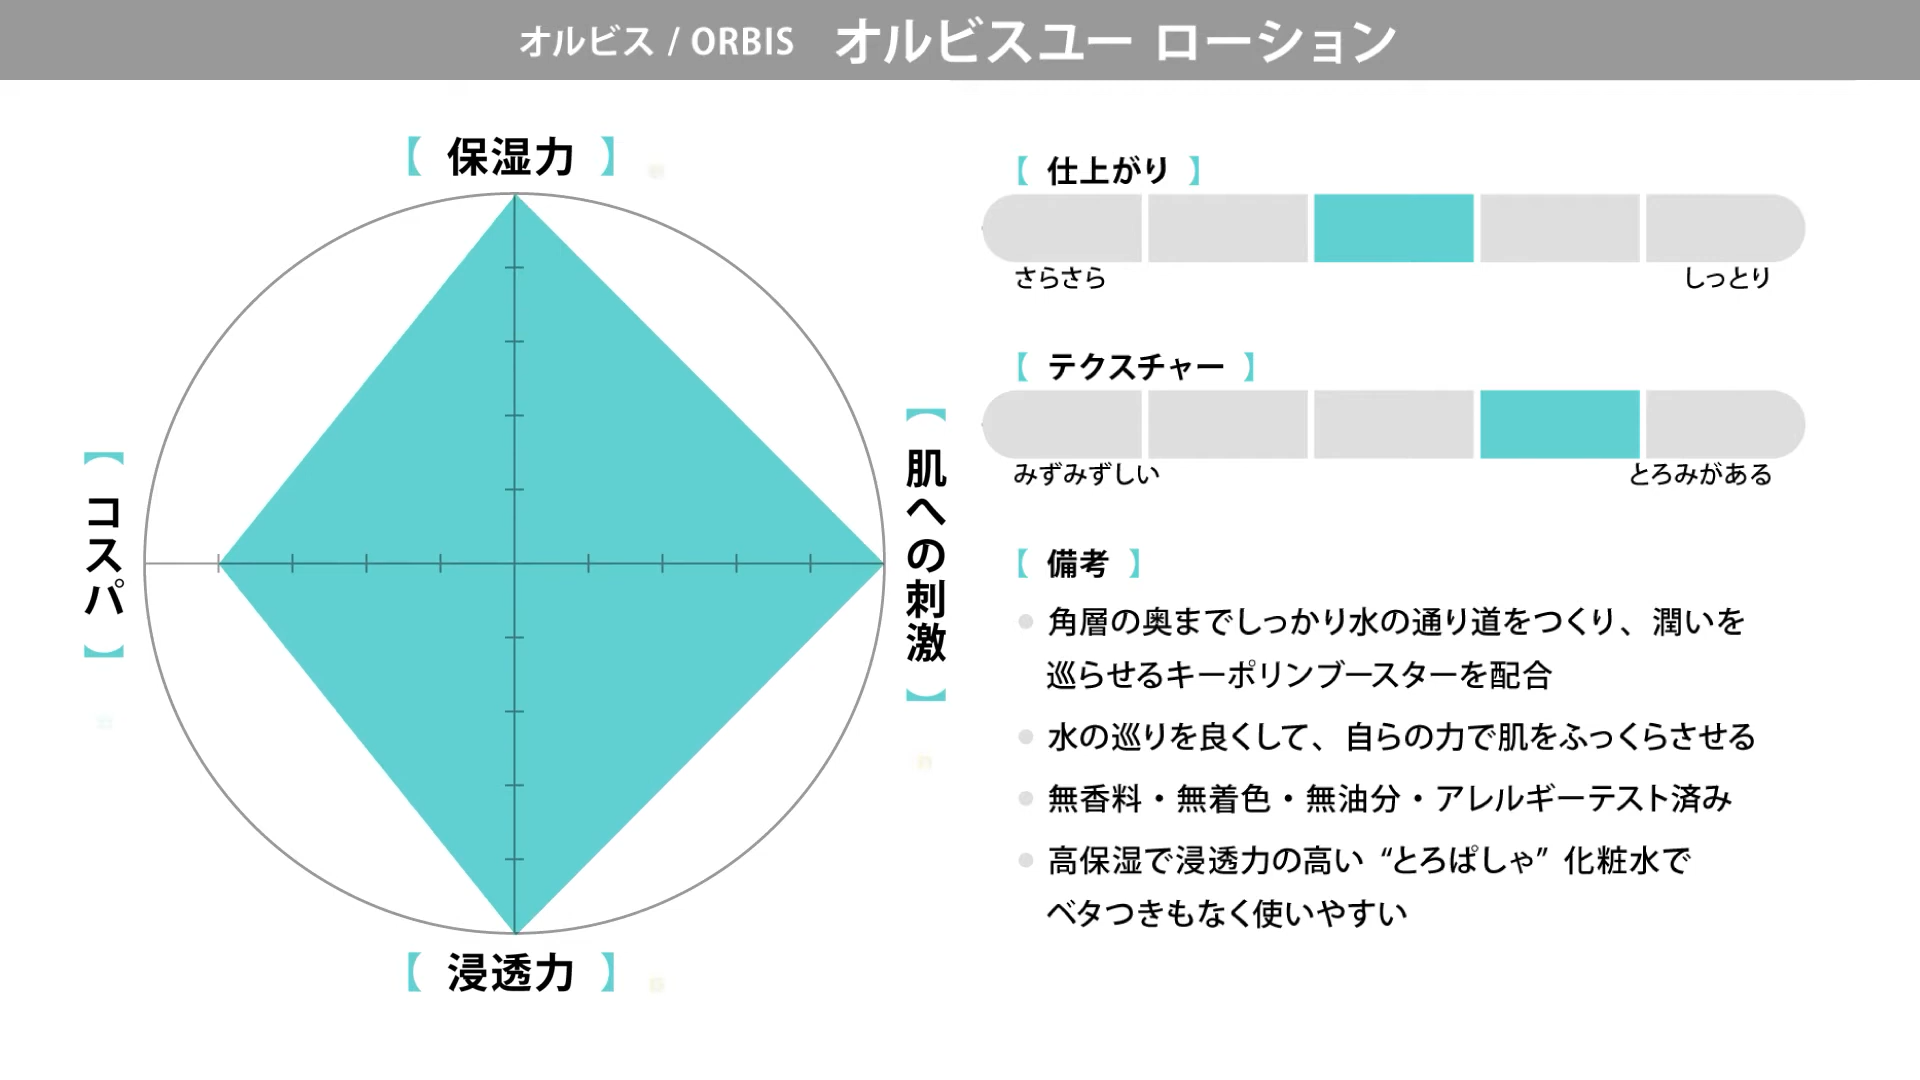 オルビス / ORBIS オルビスユー ローション
【 保湿力 】
【 コスパ 】
【 肌への刺激 】
【 浸透力 】
【 仕上がり 】
さらさら
しっとり
【 テクスチャー 】
みずみずしい
とろみがある
【 備考 】
● 角層の奥までしっかり水の通り道をつくり、潤いを
巡らせるキーポリンブースターを配合
● 水の巡りを良くして、自らの力で肌をふっくらさせる
● 無香料・無着色・無油分・アレルギーテスト済み
● 高保湿で浸透力の高い “とろぱしゃ” 化粧水で
ベタつきもなく使いやすい